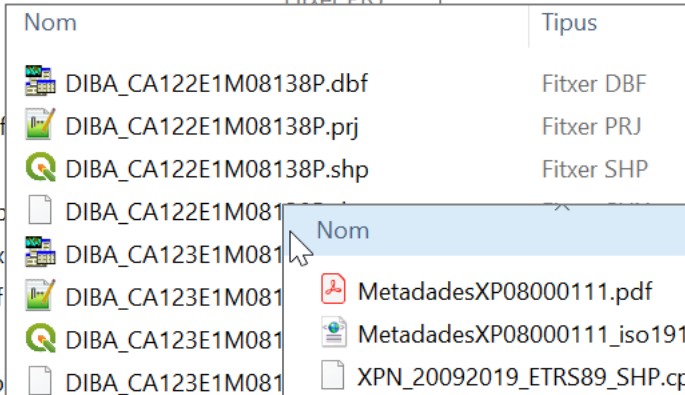 Nom Tipus
DIBA_CA122E1M08138P.dbf Fitxer DBF
DIBA_CA122E1M08138P.prj Fitxer PRJ
DIBA_CA122E1M08138P.shp Fitxer SHP
DIBA_CA122E1M081
DIBA_CA123E1M081
DIBA_CA123E1M081
DIBA_CA123E1M081
DIBA_CA123E1M081
Nom
MetadadesXP08000111.pdf
MetadadesXP08000111_iso191
XPN_20092019_ETRS89_SHP.cp